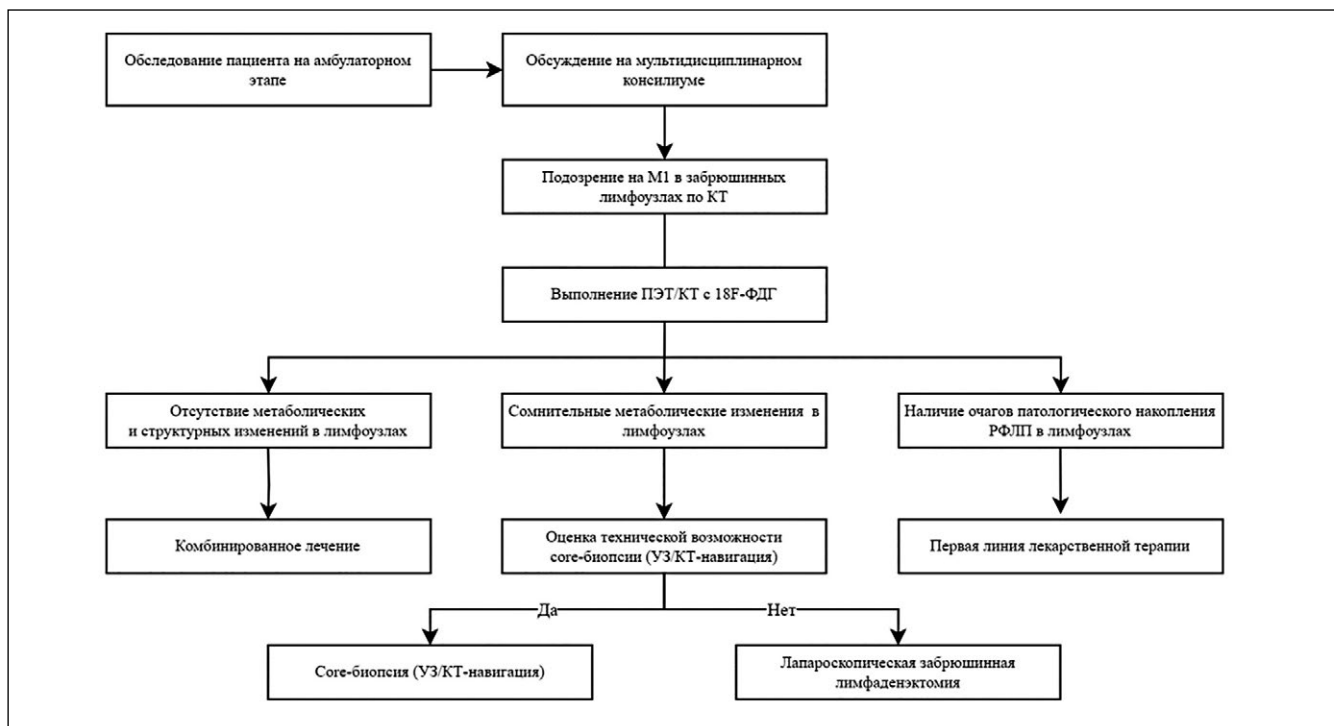 Обследование пациента на амбулаторном
этапе
Обсуждение на мультидисциплинарном
консилиуме
Подозрение на М1 в забрюшинных
лимфоузлах по КТ
Выполнение ПЭТ/КТ с 18F-ФДГ
Отсутствие метаболических
и структурных изменений в лимфоузлах
Сомнительные метаболические изменения в
лимфоузлах
Наличие очагов патологического накопления
РФЛП в лимфоузлах
Комбинированное лечение
Оценка технической возможности
core-биопсии (УЗ/КТ-навигация)
Первая линия лекарственной терапии
Да
Нет
Core-биопсия (УЗ/КТ-навигация)
Лапароскопическая забрюшинная
лимфаденэктомия